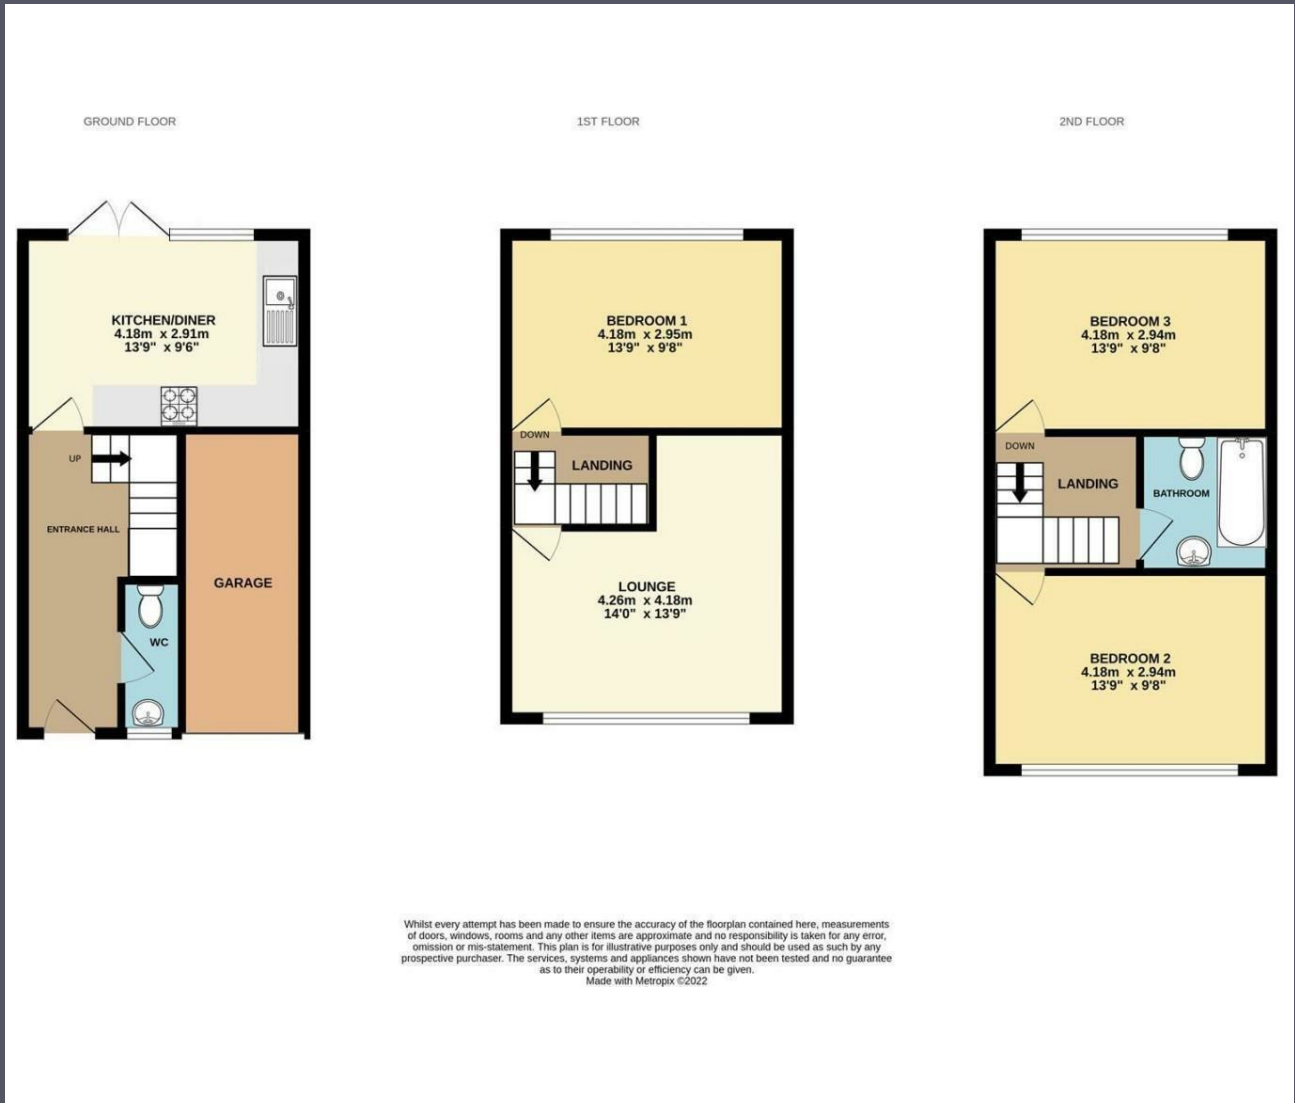 GROUND FLOOR
KITCHEN/DINER
4.18m x 2.91m
13'9" x 9'6"
UP
ENTRANCE HALL
GARAGE
WC
1ST FLOOR
BEDROOM 1
4.18m x 2.95m
13'9" x 9'8"
DOWN
LANDING
LOUNGE
4.26m x 4.18m
14'0" x 13'9"
2ND FLOOR
BEDROOM 3
4.18m x 2.94m
13'9" x 9'8"
DOWN
LANDING
BATHROOM
BEDROOM 2
4.18m x 2.94m
13'9" x 9'8"
Whilst every attempt has been made to ensure the accuracy of the floorplan contained here, measurements
of doors, windows, rooms and any other items are approximate and no responsibility is taken for any error,
omission or mis-statement. This plan is for illustrative purposes only and should be used as such by any
prospective purchaser. The services, systems and appliances shown have not been tested and no guarantee
as to their operability or efficiency can be given.
Made with Metropix ©2022